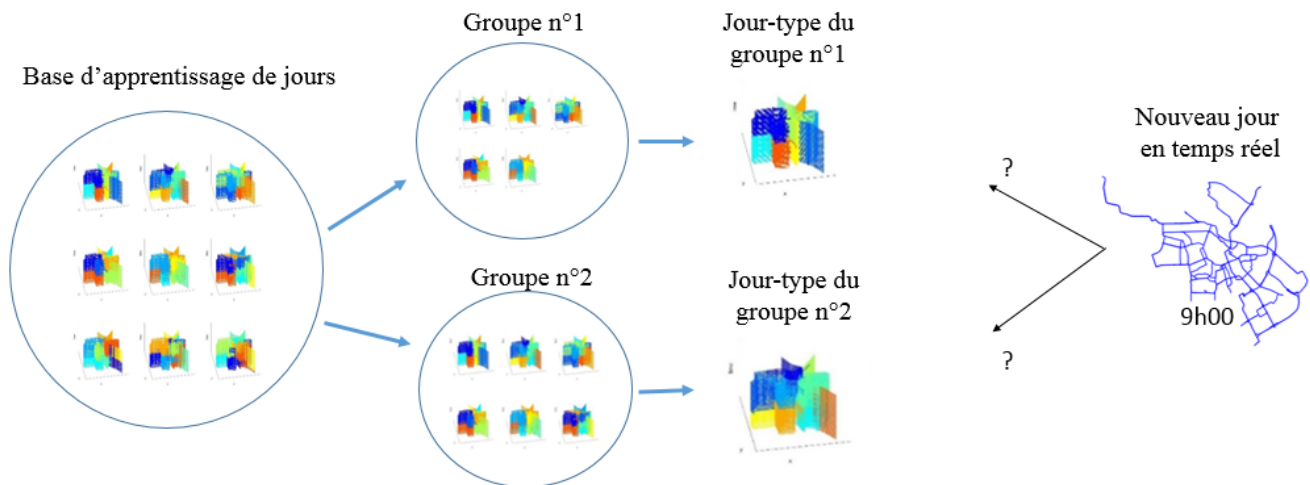 Base d'apprentissage de jours
Groupe n°1
Jour-type du
groupe n°1
Groupe n°2
Jour-type du
groupe n°2
?
?
Nouveau jour
en temps réel
9h00